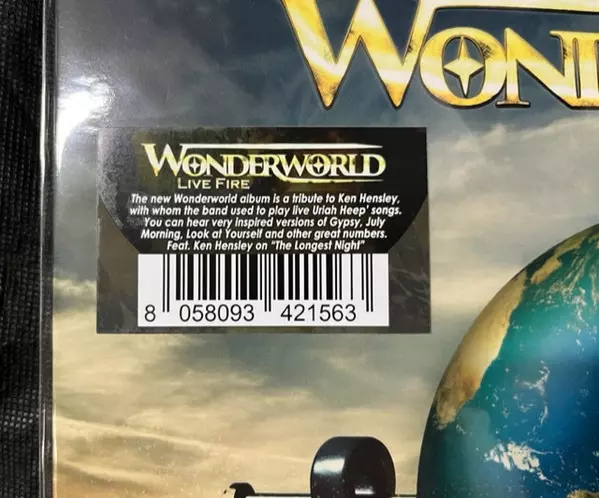 WON
WONDERWORLD
LIVE FIRE
The new Wonderworld album is a tribute to Ken Hensley,
with whom the band used to play live Uriah Heep' songs.
You can hear very inspired versions of Gypsy, July
Morning, Look at Yourself and other great numbers.
Feat. Ken Hensley on "The Longest Night"
8 058093 421563